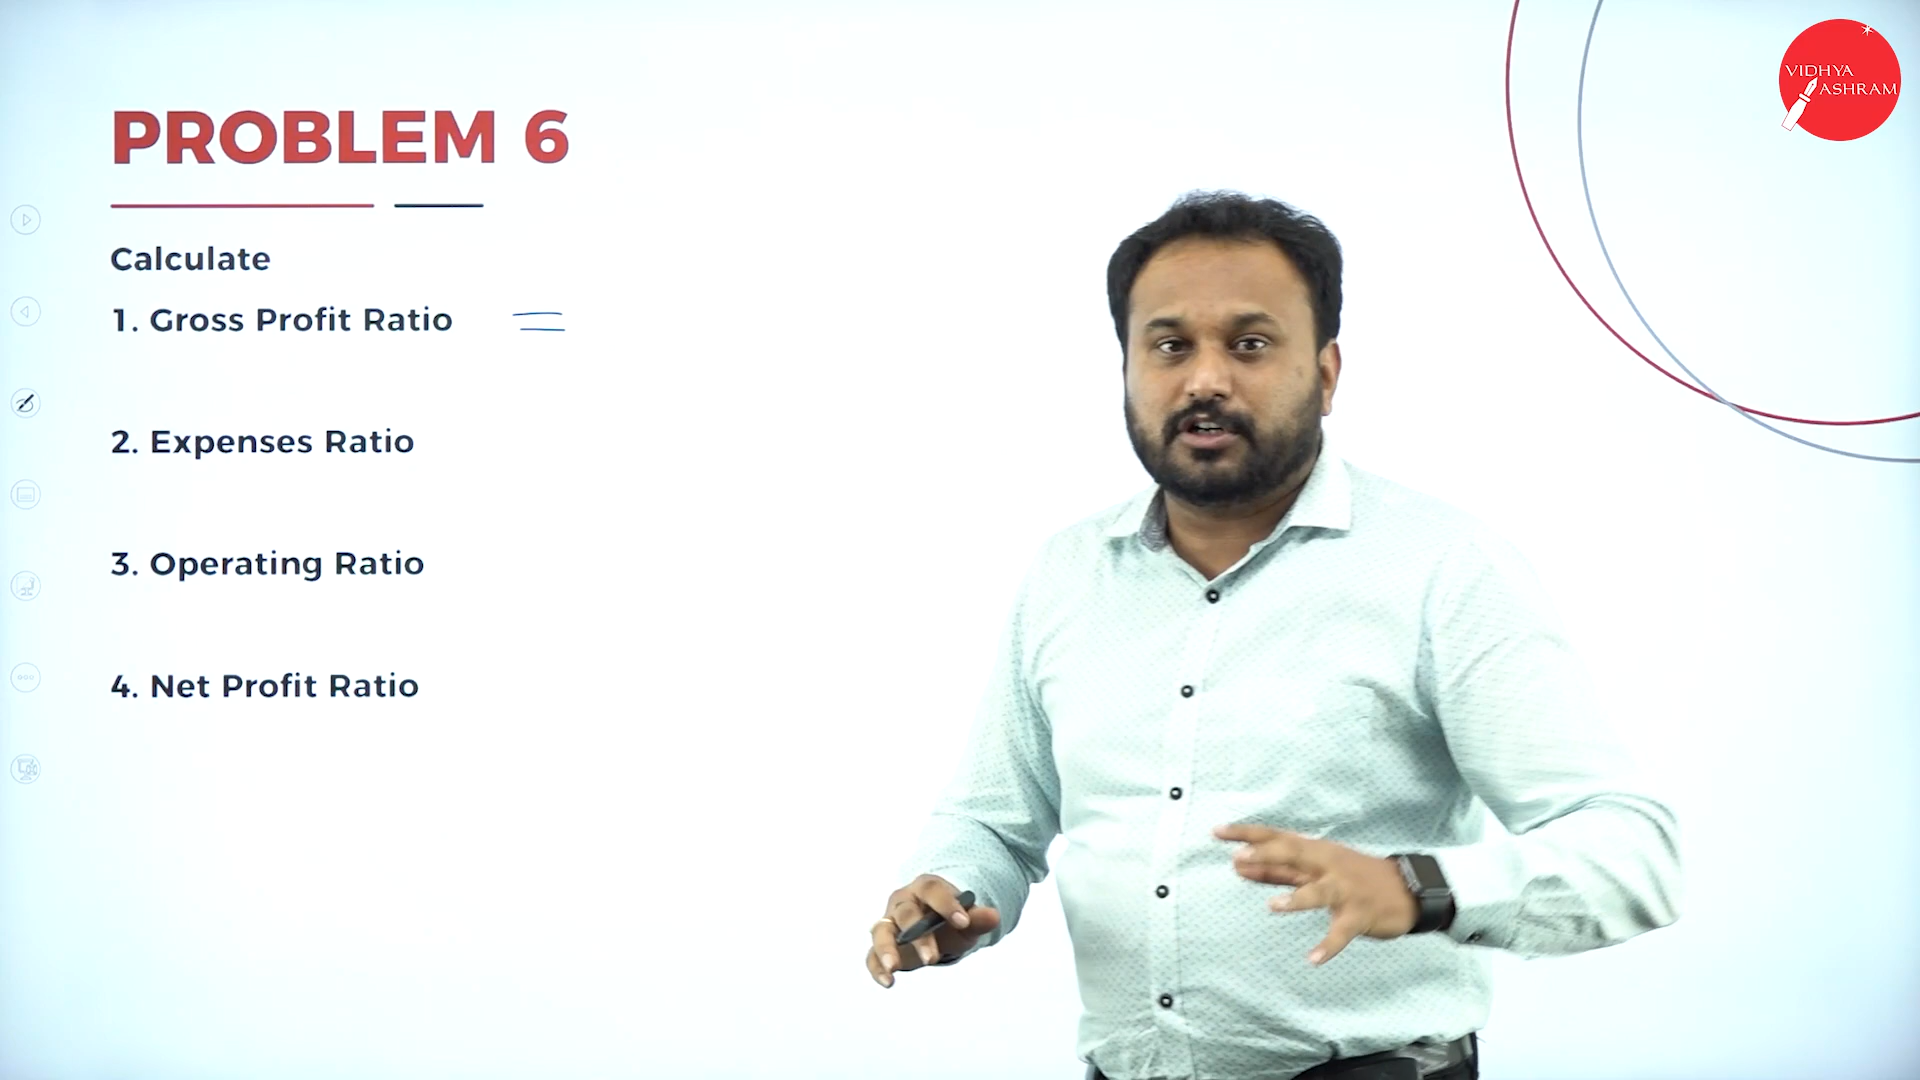 PROBLEM 6
Calculate
1. Gross Profit Ratio =
2. Expenses Ratio
3. Operating Ratio
4. Net Profit Ratio
VIDHYA
ASHRAM